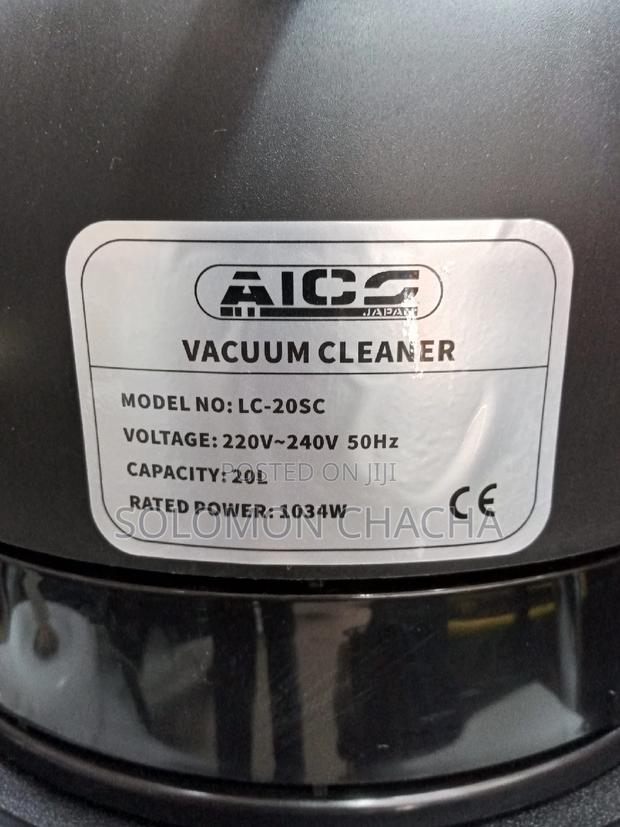 AICS
JAPAN
VACUUM CLEANER
MODEL NO: LC-20SC
VOLTAGE: 220V~240V 50Hz
CAPACITY: 20L
POSTED ON JIJI
RATED POWER: 1034W
CE
SOLOMON CHACHA